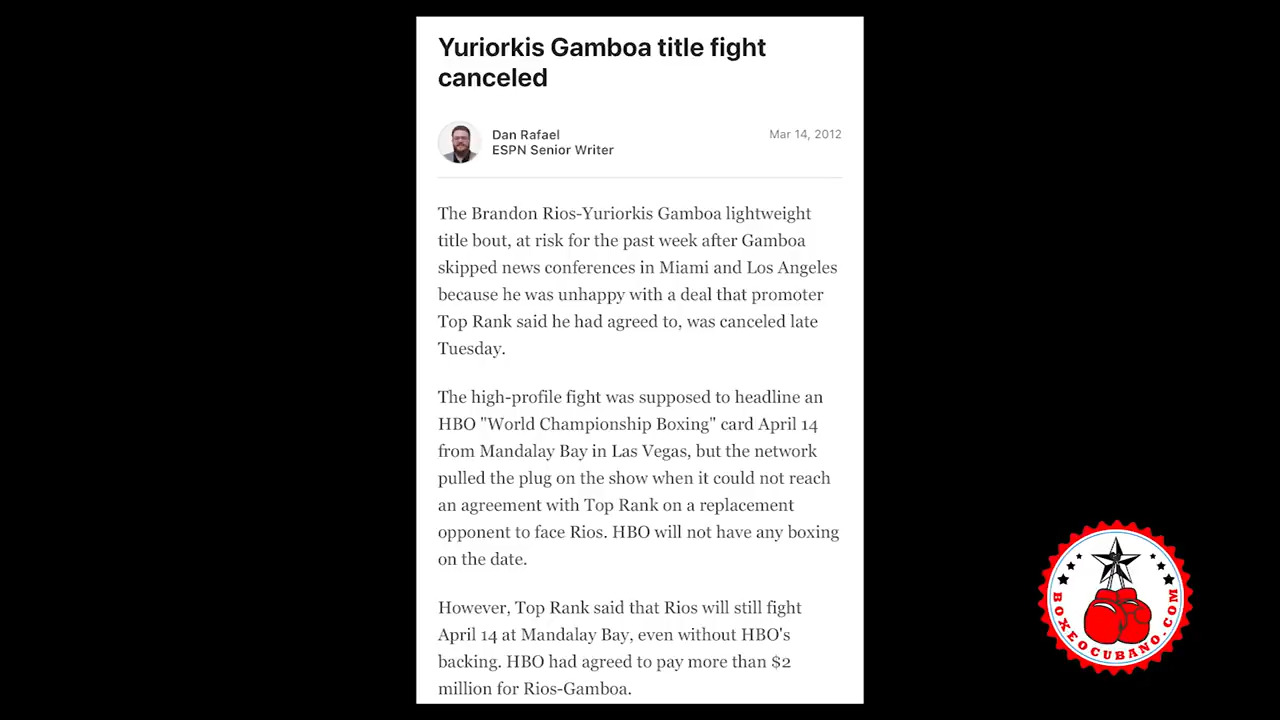 Yuriorkis Gamboa title fight
canceled
Dan Rafael
ESPN Senior Writer
Mar 14, 2012
The Brandon Rios-Yuriorkis Gamboa lightweight
title bout, at risk for the past week after Gamboa
skipped news conferences in Miami and Los Angeles
because he was unhappy with a deal that promoter
Top Rank said he had agreed to, was canceled late
Tuesday.
The high-profile fight was supposed to headline an
HBO "World Championship Boxing" card April 14
from Mandalay Bay in Las Vegas, but the network
pulled the plug on the show when it could not reach
an agreement with Top Rank on a replacement
opponent to face Rios. HBO will not have any boxing
on the date.
However, Top Rank said that Rios will still fight
April 14 at Mandalay Bay, even without HBO's
backing. HBO had agreed to pay more than $2
million for Rios-Gamboa.
BOXEOCUBANO.COM